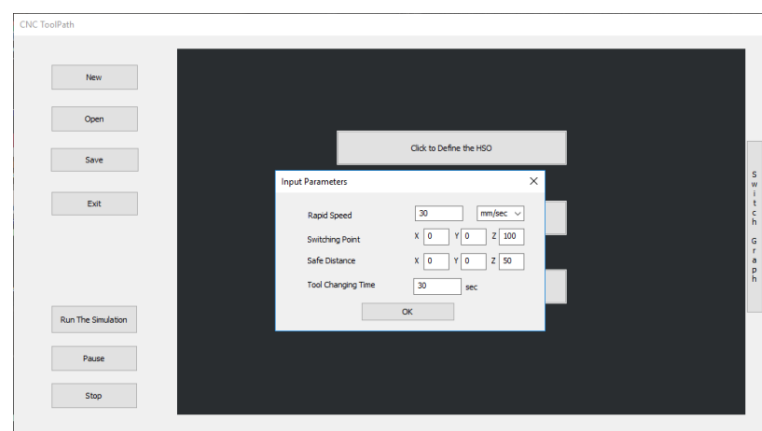 CNC ToolPath
New
Open
Save
Exit
Run The Simulation
Pause
Stop
Click to Define the HSO
Input Parameters
Rapid Speed 30 mm/sec
Switching Point X 0 Y 0 Z 100
Safe Distance X 0 Y 0 Z 50
Tool Changing Time 30 sec
OK
Switch Graph